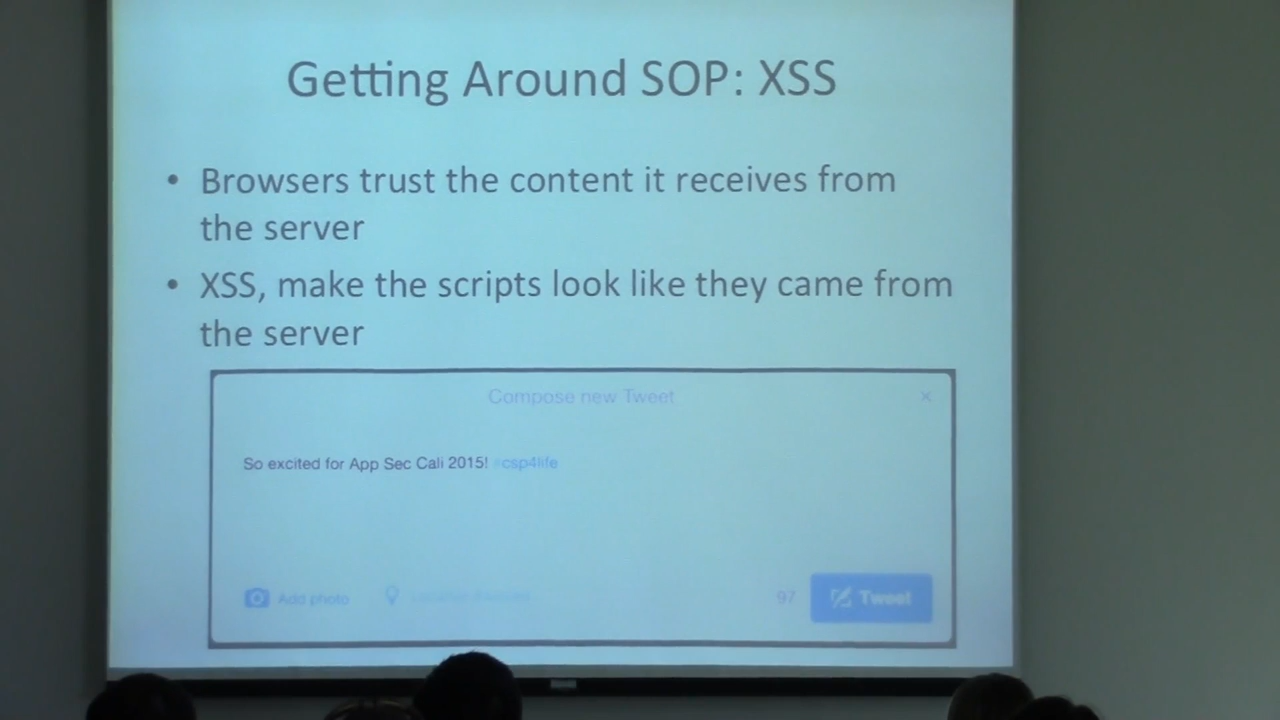 Getting Around SOP: XSS
• Browsers trust the content it receives from
the server
• XSS, make the scripts look like they came from
the server
Compose new Tweet ×
So excited for App Sec Cali 2015! #csp4life
Add photo
97 Tweet